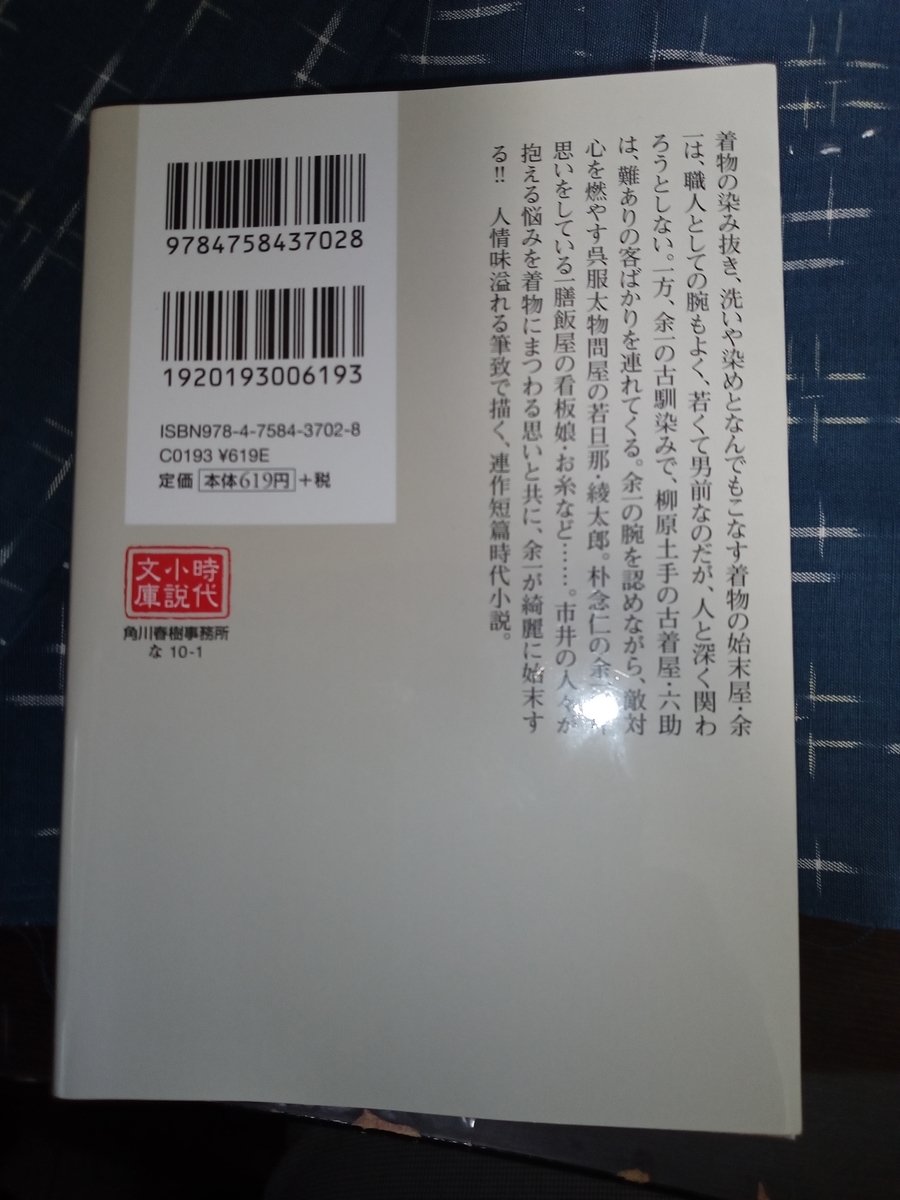 着物の染み抜き、洗いや染めとなんでもこなす着物の始末屋・余
一は、職人としての腕もよく、若くて男前なのだが、人と深く関わ
ろうとしない。一方、余一の古馴染みで、柳原土手の古着屋・六助
は、難ありの客ばかりを連れてくる。余一の腕を認めながら、敵対
心を燃やす呉服太物問屋の若旦那・綾太郎。朴念仁の余
思いをしている一膳飯屋の看板娘・お糸など……。市井の人々が
抱える悩みを着物にまつわる思いと共に、余一が綺麗に始末す
る!! 人情味溢れる筆致で描く、連作短篇時代小説。
9784758437028
1920193006193
ISBN978-4-7584-3702-8
C0193 ¥619E
定価 本体619円 +税
時代
小説
文庫
角川春樹事務所
な 10-1